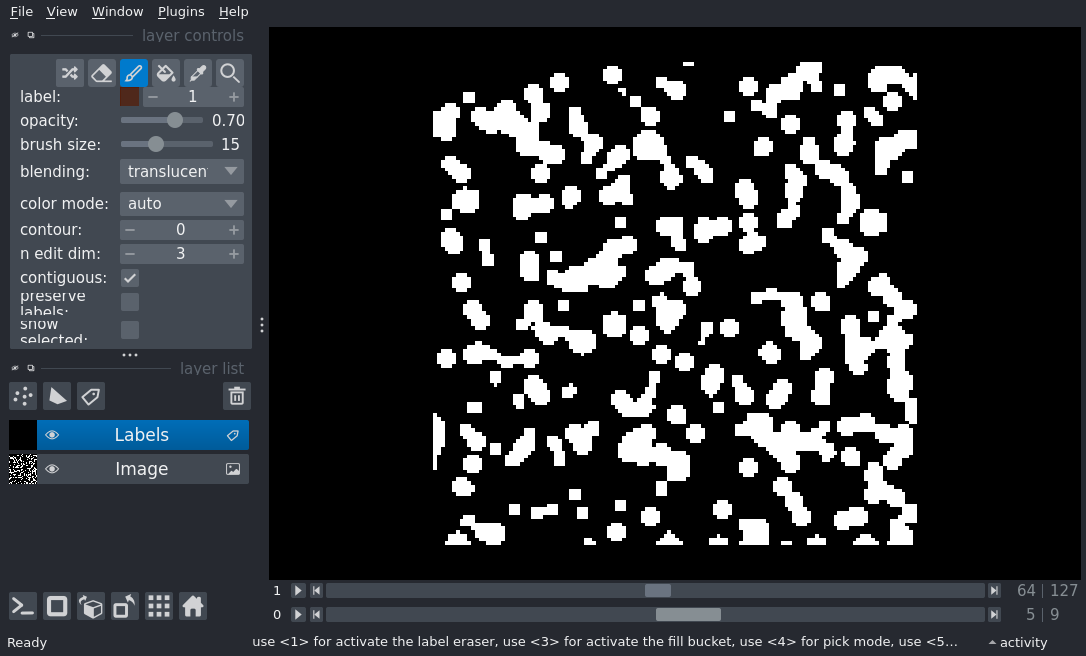 File View Window Plugins Help
layer controls
label: 1
opacity: 0.70
brush size: 15
blending: translucen
color mode: auto
contour: 0
n edit dim: 3
contiguous:
preserve
labels:
show
selected:
layer list
Labels
Image
1 64 127
0 5 9
Ready use <1> for activate the label eraser, use <3> for activate the fill bucket, use <4> for pick mode, use <5... activity